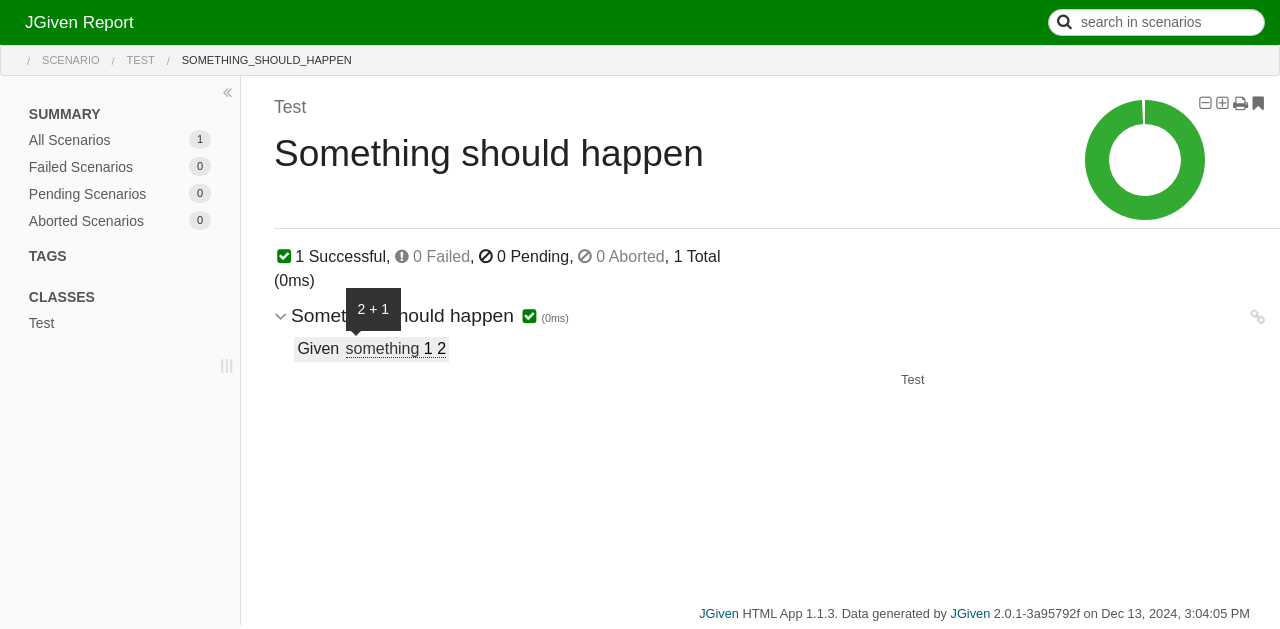 JGiven Report
search in scenarios
/ SCENARIO / TEST / SOMETHING_SHOULD_HAPPEN
SUMMARY
All Scenarios 1
Failed Scenarios 0
Pending Scenarios 0
Aborted Scenarios 0
TAGS
CLASSES
Test
Test
Something should happen
1 Successful, 0 Failed, 0 Pending, 0 Aborted, 1 Total
(0ms)
2 + 1
Somet hould happen (0ms)
Given something 1 2
Test
JGiven HTML App 1.1.3. Data generated by JGiven 2.0.1-3a95792f on Dec 13, 2024, 3:04:05 PM